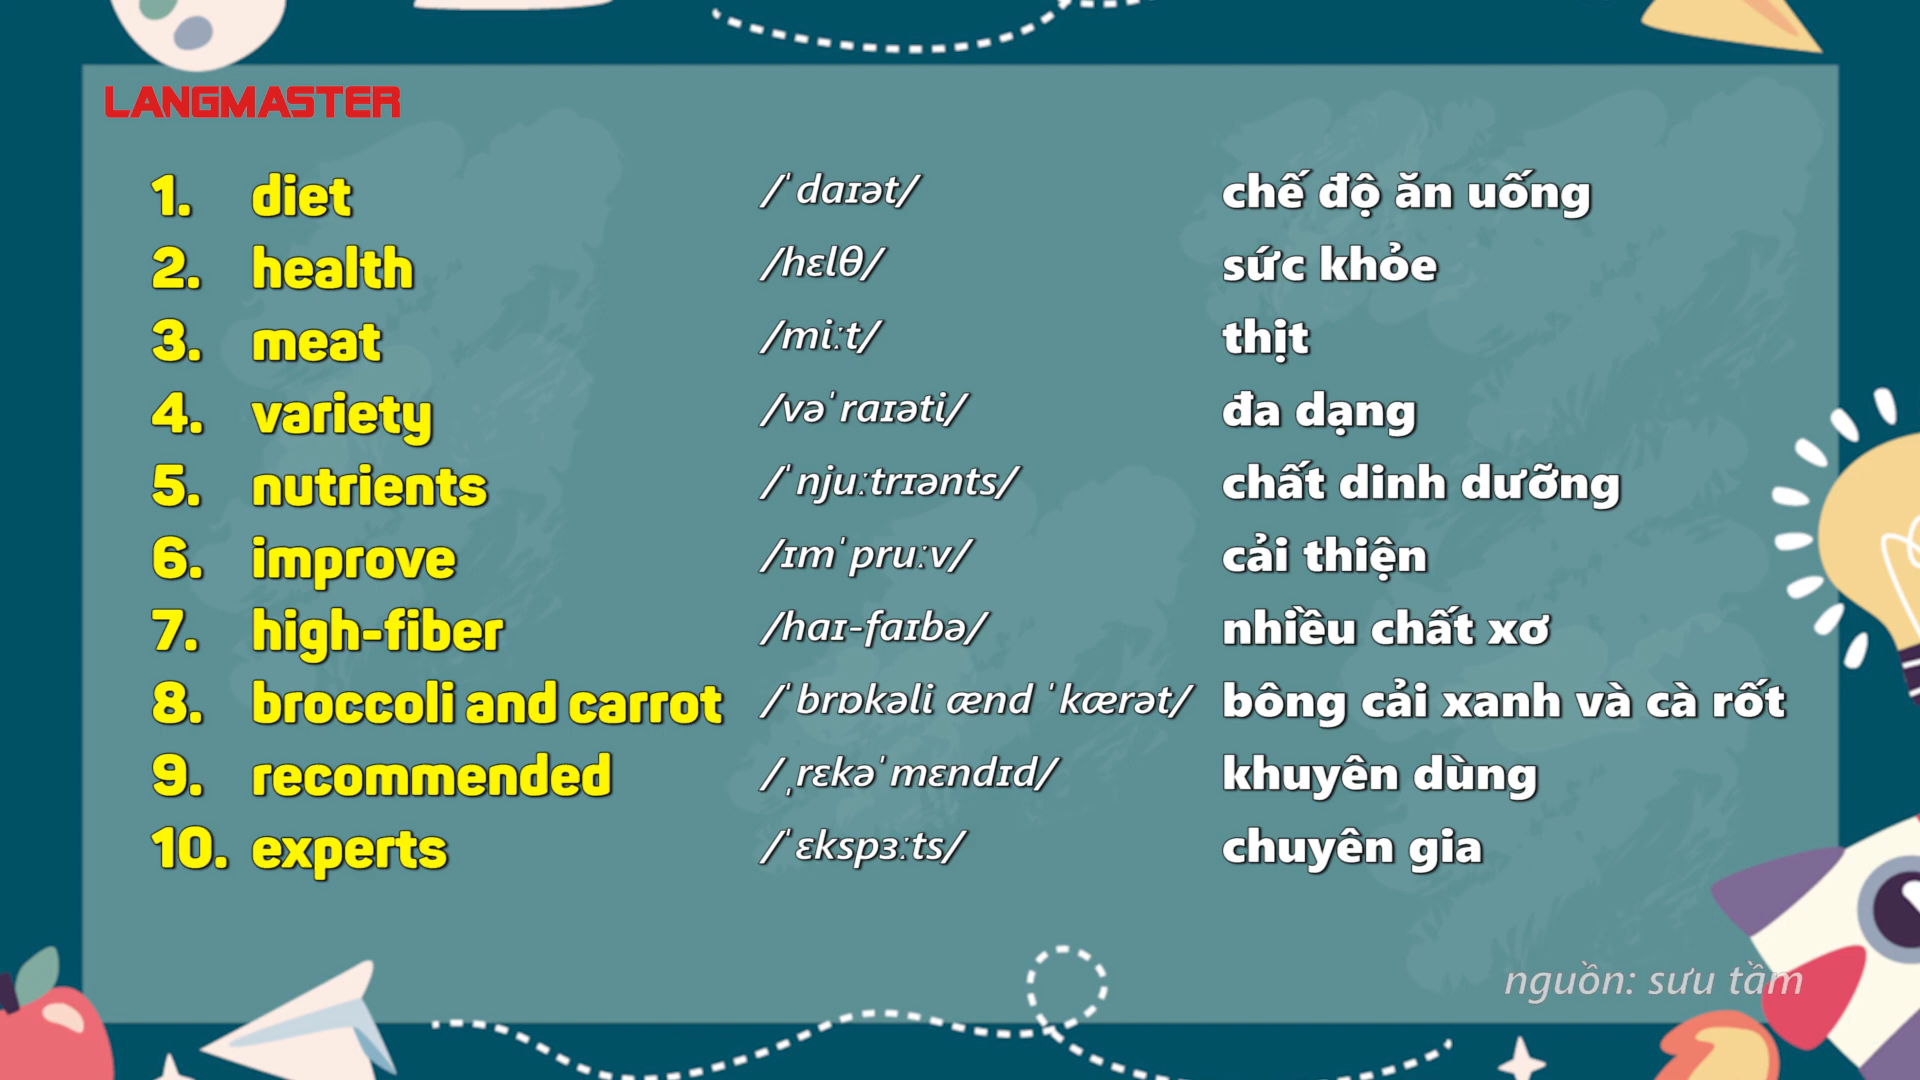 LANGMASTER
1. diet /ˈdaɪət/ chế độ ăn uống
2. health /hɛlθ/ sức khỏe
3. meat /miːt/ thịt
4. variety /vəˈraɪəti/ đa dạng
5. nutrients /ˈnjuːtrɪənts/ chất dinh dưỡng
6. improve /ɪmˈpruːv/ cải thiện
7. high-fiber /haɪ-faɪbə/ nhiều chất xơ
8. broccoli and carrot /ˈbrɒkəli ænd ˈkærət/ bông cải xanh và cà rốt
9. recommended /ˌrɛkəˈmɛndɪd/ khuyên dùng
10. experts /ˈɛkspɜːts/ chuyên gia
nguồn: sưu tầm